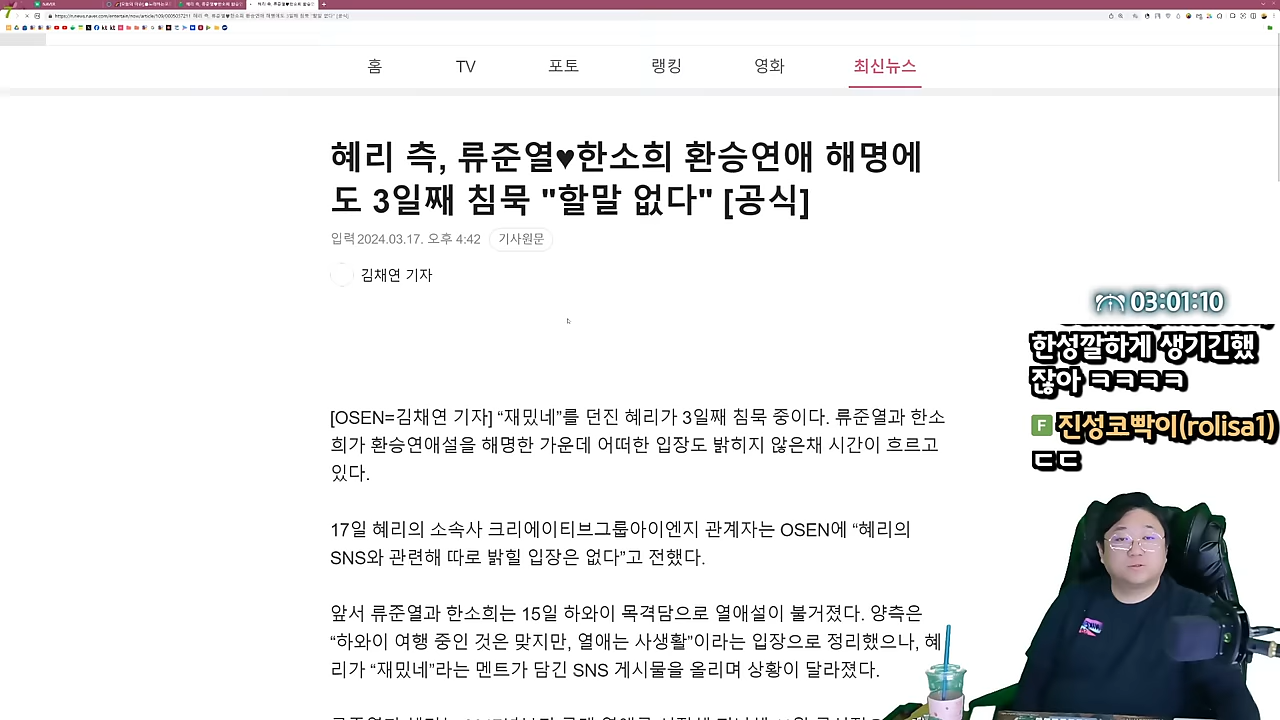 홈 TV 포토 랭킹 영화 최신뉴스
혜리 측, 류준열♥한소희 환승연애 해명에
도 3일째 침묵 "할말 없다" [공식]
입력 2024.03.17. 오후 4:42 기사원문
김채연 기자
03:01:10
한성깔하게 생기긴했
잖아 ㅋㅋㅋㅋ
F 진성코빡이(rolisa1)
ㄷㄷ
[OSEN=김채연 기자] “재밌네”를 던진 혜리가 3일째 침묵 중이다. 류준열과 한소
희가 환승연애설을 해명한 가운데 어떠한 입장도 밝히지 않은채 시간이 흐르고
있다.
17일 혜리의 소속사 크리에이티브그룹아이엔지 관계자는 OSEN에 “혜리의
SNS와 관련해 따로 밝힐 입장은 없다”고 전했다.
앞서 류준열과 한소희는 15일 하와이 목격담으로 열애설이 불거졌다. 양측은
“하와이 여행 중인 것은 맞지만, 열애는 사생활”이라는 입장으로 정리했으나, 혜
리가 “재밌네”라는 멘트가 담긴 SNS 게시물을 올리며 상황이 달라졌다.